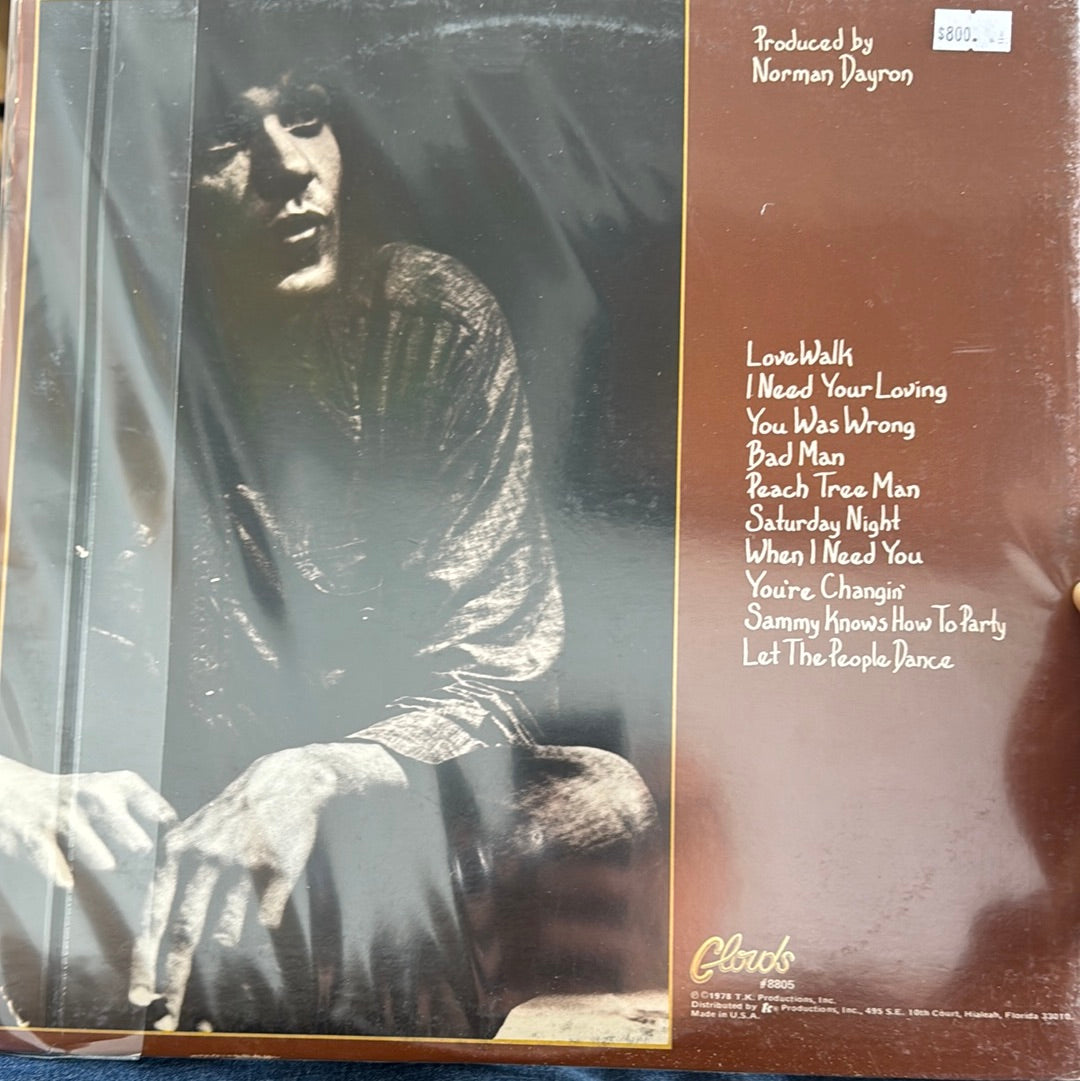 $800.
Produced by
Norman Dayron
Love Walk
I Need Your Loving
You Was Wrong
Bad Man
Peach Tree Man
Saturday Night
When I Need You
You're Changin'
Sammy Knows How To Party
Let The People Dance
Clouds
#8805
℗ ©1978 T.K. Productions, Inc.
Distributed by TK® Productions, Inc., 495 S.E. 10th Court, Hialeah, Florida 33010.
Made in U.S.A.